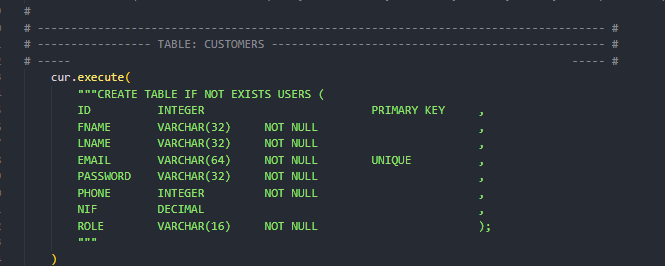 #
# ------------------------------------------------------------------------------------- #
# ----------------- TABLE: CUSTOMERS -------------------------------------------------- #
# -----                                                                           ----- #
cur.execute(
"""CREATE TABLE IF NOT EXISTS USERS (
ID          INTEGER                         PRIMARY KEY     ,
FNAME       VARCHAR(32)     NOT NULL                        ,
LNAME       VARCHAR(32)     NOT NULL                        ,
EMAIL       VARCHAR(64)     NOT NULL        UNIQUE          ,
PASSWORD    VARCHAR(32)     NOT NULL                        ,
PHONE       INTEGER         NOT NULL                        ,
NIF         DECIMAL                                         ,
ROLE        VARCHAR(16)     NOT NULL                        );
"""
)